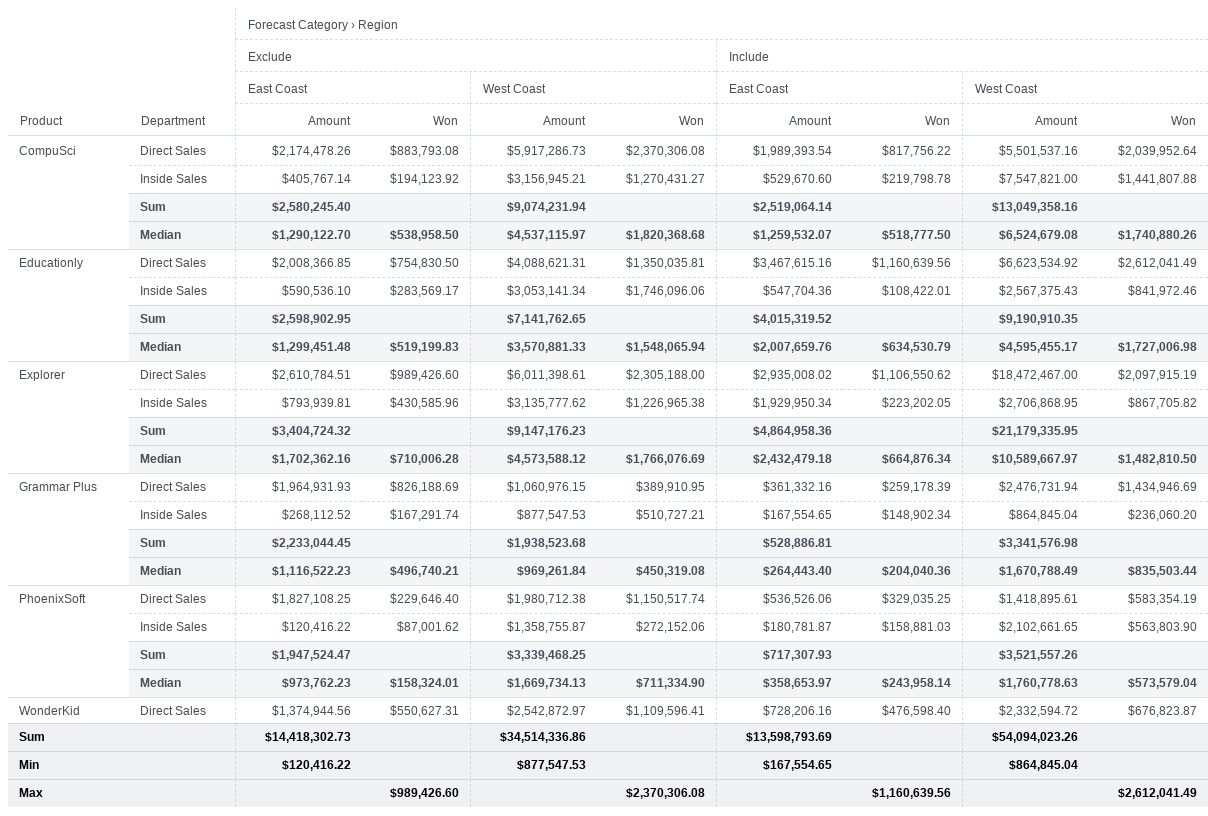 Forecast Category › Region
Exclude Include
East Coast West Coast East Coast West Coast
Product Department Amount Won Amount Won Amount Won Amount Won
CompuSci Direct Sales $2,174,478.26 $883,793.08 $5,917,286.73 $2,370,306.08 $1,989,393.54 $817,756.22 $5,501,537.16 $2,039,952.64
Inside Sales $405,767.14 $194,123.92 $3,156,945.21 $1,270,431.27 $529,670.60 $219,798.78 $7,547,821.00 $1,441,807.88
Sum $2,580,245.40 $9,074,231.94 $2,519,064.14 $13,049,358.16
Median $1,290,122.70 $538,958.50 $4,537,115.97 $1,820,368.68 $1,259,532.07 $518,777.50 $6,524,679.08 $1,740,880.26
Educationly Direct Sales $2,008,366.85 $754,830.50 $4,088,621.31 $1,350,035.81 $3,467,615.16 $1,160,639.56 $6,623,534.92 $2,612,041.49
Inside Sales $590,536.10 $283,569.17 $3,053,141.34 $1,746,096.06 $547,704.36 $108,422.01 $2,567,375.43 $841,972.46
Sum $2,598,902.95 $7,141,762.65 $4,015,319.52 $9,190,910.35
Median $1,299,451.48 $519,199.83 $3,570,881.33 $1,548,065.94 $2,007,659.76 $634,530.79 $4,595,455.17 $1,727,006.98
Explorer Direct Sales $2,610,784.51 $989,426.60 $6,011,398.61 $2,305,188.00 $2,935,008.02 $1,106,550.62 $18,472,467.00 $2,097,915.19
Inside Sales $793,939.81 $430,585.96 $3,135,777.62 $1,226,965.38 $1,929,950.34 $223,202.05 $2,706,868.95 $867,705.82
Sum $3,404,724.32 $9,147,176.23 $4,864,958.36 $21,179,335.95
Median $1,702,362.16 $710,006.28 $4,573,588.12 $1,766,076.69 $2,432,479.18 $664,876.34 $10,589,667.97 $1,482,810.50
Grammar Plus Direct Sales $1,964,931.93 $826,188.69 $1,060,976.15 $389,910.95 $361,332.16 $259,178.39 $2,476,731.94 $1,434,946.69
Inside Sales $268,112.52 $167,291.74 $877,547.53 $510,727.21 $167,554.65 $148,902.34 $864,845.04 $236,060.20
Sum $2,233,044.45 $1,938,523.68 $528,886.81 $3,341,576.98
Median $1,116,522.23 $496,740.21 $969,261.84 $450,319.08 $264,443.40 $204,040.36 $1,670,788.49 $835,503.44
PhoenixSoft Direct Sales $1,827,108.25 $229,646.40 $1,980,712.38 $1,150,517.74 $536,526.06 $329,035.25 $1,418,895.61 $583,354.19
Inside Sales $120,416.22 $87,001.62 $1,358,755.87 $272,152.06 $180,781.87 $158,881.03 $2,102,661.65 $563,803.90
Sum $1,947,524.47 $3,339,468.25 $717,307.93 $3,521,557.26
Median $973,762.23 $158,324.01 $1,669,734.13 $711,334.90 $358,653.97 $243,958.14 $1,760,778.63 $573,579.04
WonderKid Direct Sales $1,374,944.56 $550,627.31 $2,542,872.97 $1,109,596.41 $728,206.16 $476,598.40 $2,332,594.72 $676,823.87
Sum $14,418,302.73 $34,514,336.86 $13,598,793.69 $54,094,023.26
Min $120,416.22 $877,547.53 $167,554.65 $864,845.04
Max $989,426.60 $2,370,306.08 $1,160,639.56 $2,612,041.49